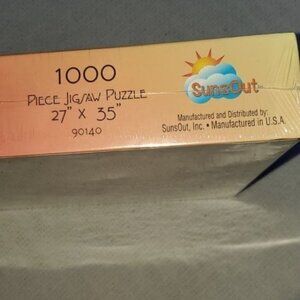 1000
PIECE JIGSAW PUZZLE
27" X 35"
90140
SunsOut
Manufactured and Distributed by:
SunsOut, Inc. • Manufactured in U.S.A.